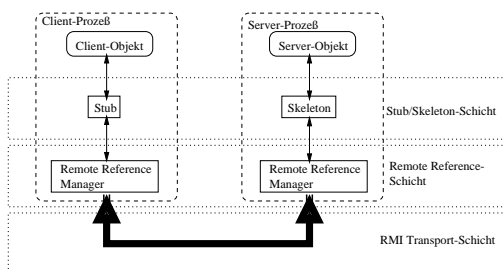 Client-Prozeß
Server-Prozeß
Client-Objekt
Server-Objekt
Stub
Skeleton
Stub/Skeleton-Schicht
Remote Reference
Manager
Remote Reference
Manager
Remote Reference-
Schicht
RMI Transport-Schicht